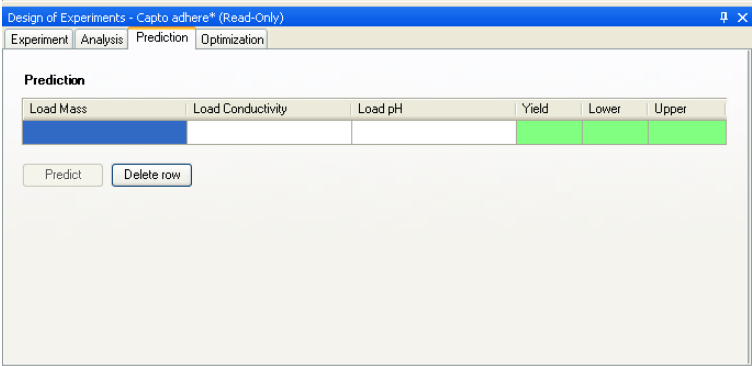 Design of Experiments - Capto adhere* (Read-Only)
Experiment Analysis Prediction Optimization
Prediction
Load Mass Load Conductivity Load pH Yield Lower Upper
Predict Delete row